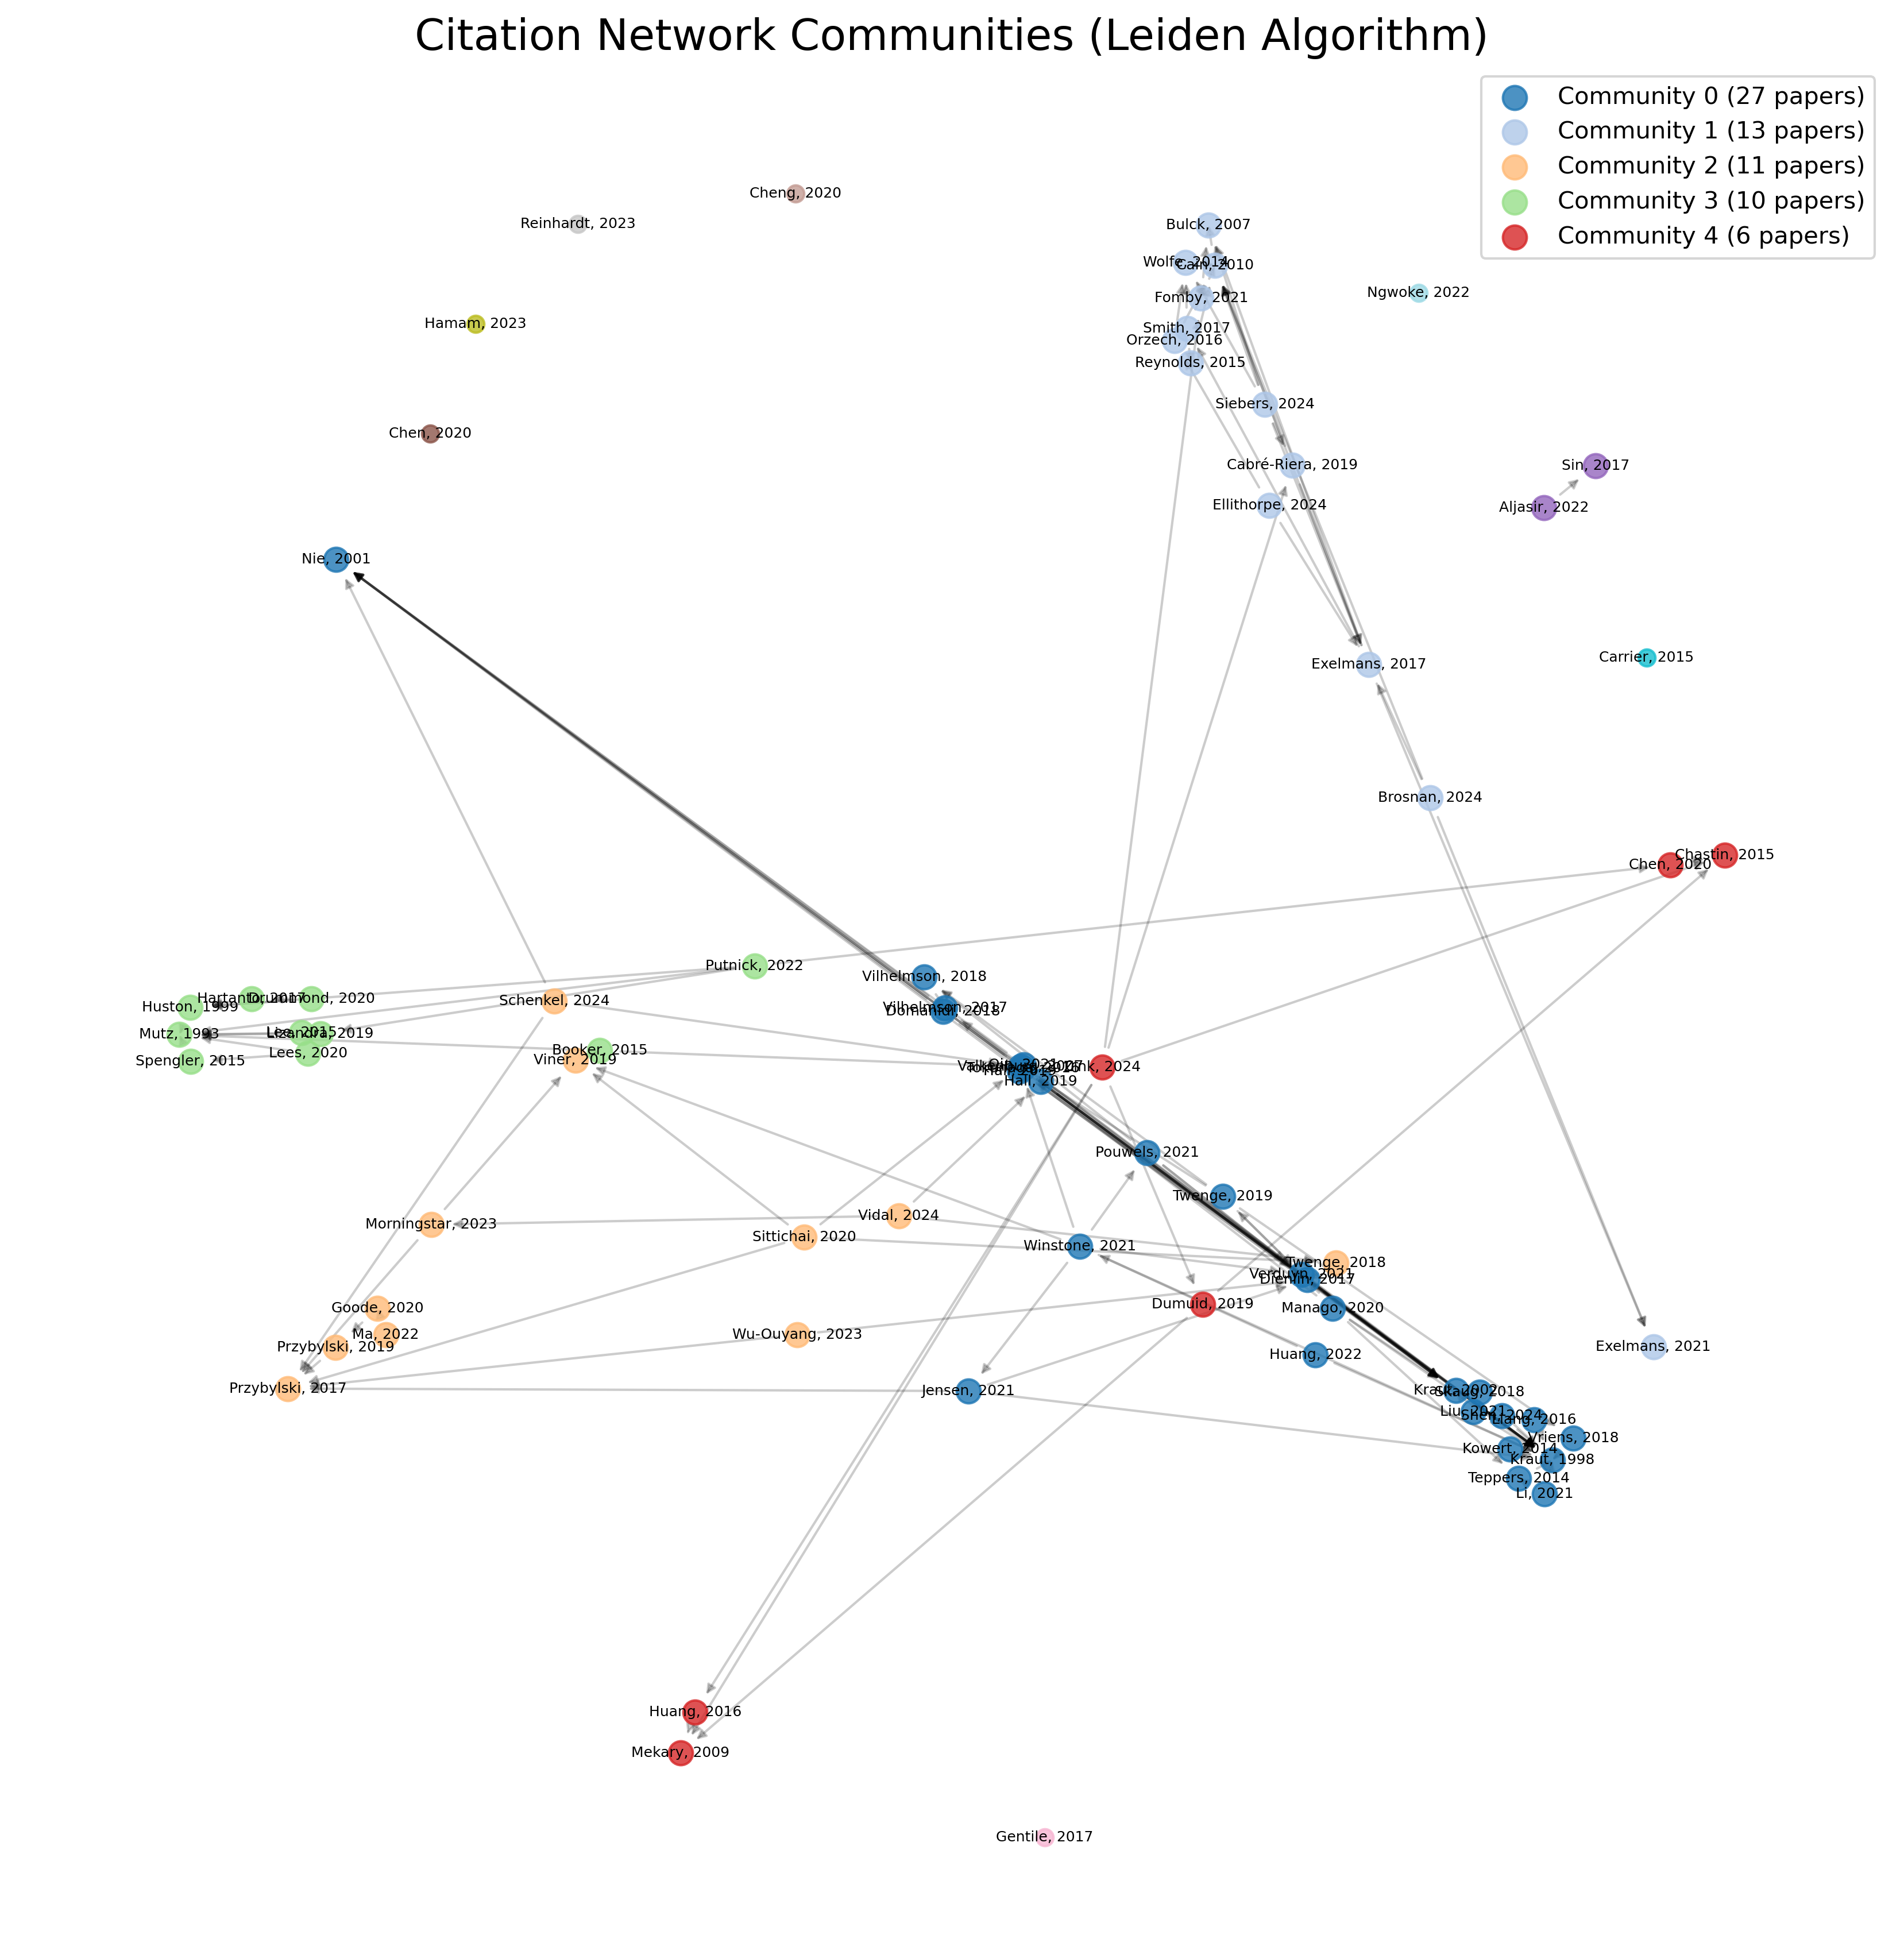 Citation Network Communities (Leiden Algorithm)
Community 0 (27 papers)
Community 1 (13 papers)
Community 2 (11 papers)
Community 3 (10 papers)
Community 4 (6 papers)
Cheng, 2020
Reinhardt, 2023
Bulck, 2007
Wolfe, 2014
Cain, 2010
Ngwoke, 2022
Fomby, 2021
Hamam, 2023
Smith, 2017
Orzech, 2016
Reynolds, 2015
Siebers, 2024
Chen, 2020
Cabré-Riera, 2019
Sin, 2017
Ellithorpe, 2024
Aljasir, 2022
Nie, 2001
Carrier, 2015
Exelmans, 2017
Brosnan, 2024
Chastin, 2015
Chen, 2020
Putnick, 2022
Vilhelmson, 2018
Hartanto, 2017
Drummond, 2020
Schenkel, 2024
Huston, 1999
Vilhelmson, 2017
Domahidi, 2018
Mutz, 1993
Lee, 2015
Lizandra, 2019
Booker, 2015
Lees, 2020
Spengler, 2015
Viner, 2019
Hall, 2019
Pouwels, 2021
Twenge, 2019
Vidal, 2024
Morningstar, 2023
Sittichai, 2020
Winstone, 2021
Twenge, 2018
Verduyn, 2021
Dienlin, 2017
Dumuid, 2019
Manago, 2020
Goode, 2020
Ma, 2022
Wu-Ouyang, 2023
Przybylski, 2019
Exelmans, 2021
Huang, 2022
Przybylski, 2017
Jensen, 2021
Kraut, 2002
Skaug, 2018
Liu, 2021
Shen, 2024
Liang, 2016
Vriens, 2018
Kowert, 2014
Kraut, 1998
Teppers, 2014
Li, 2021
Huang, 2016
Mekary, 2009
Gentile, 2017